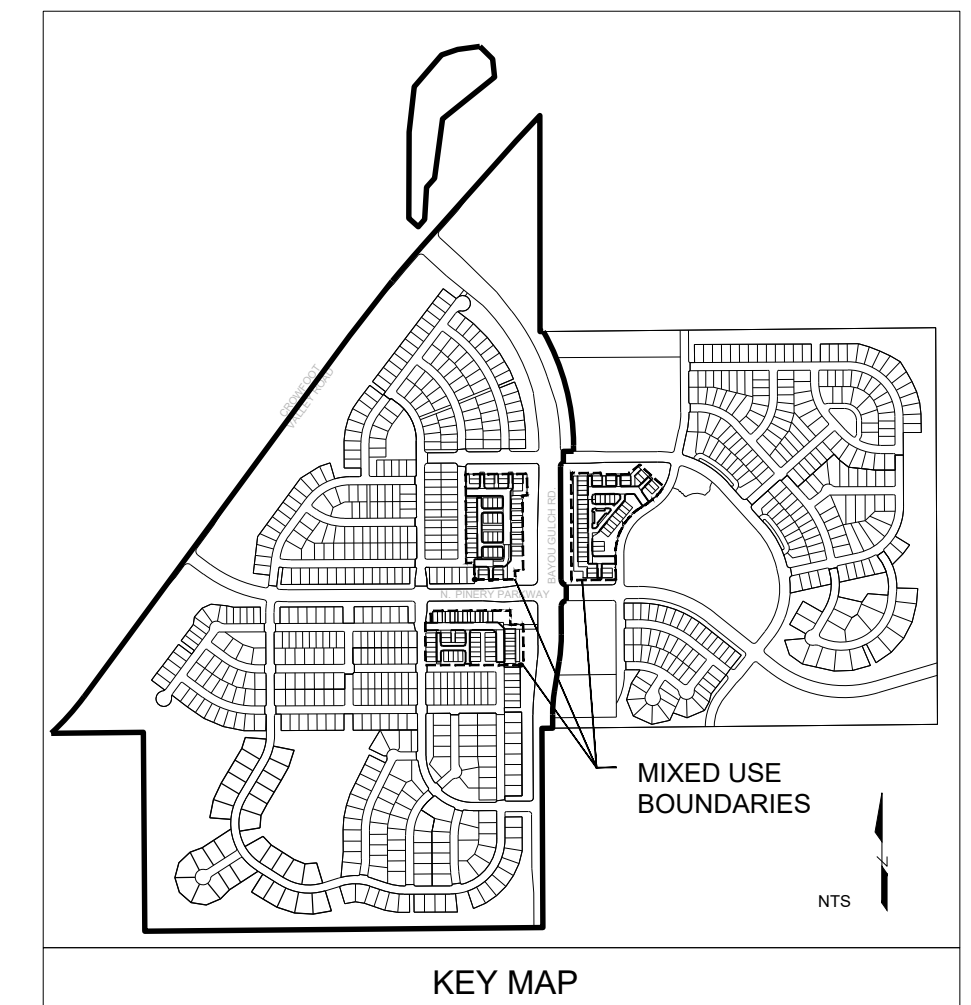 CROWFOOT
VALLEY ROAD
BAYOU GULCH RD.
N. PINERY PARKWAY
MIXED USE
BOUNDARIES
NTS
N
KEY MAP